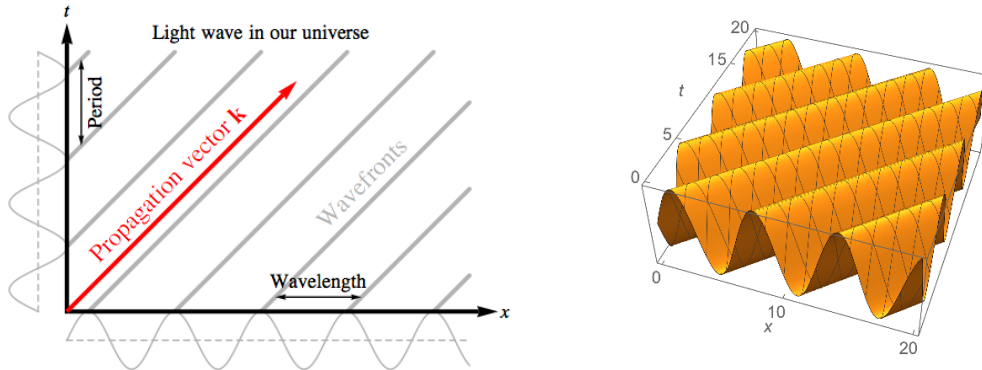 t
Light wave in our universe
Period
Propagation vector k
Wavefronts
Wavelength
x
20
15
t
5
0
0
10
x
20